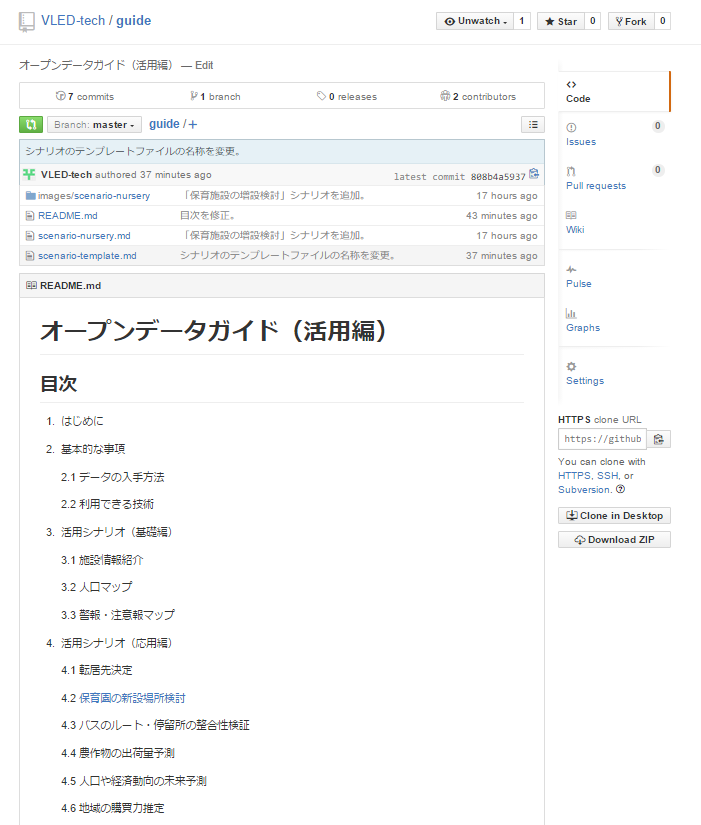 VLED-tech / guide
Unwatch 1 Star 0 Fork 0
オープンデータガイド（活用編） — Edit
7 commits 1 branch 0 releases 2 contributors
Branch: master guide / +
シナリオのテンプレートファイルの名称を変更。
VLED-tech authored 37 minutes ago latest commit 808b4a5937
images/scenario-nursery 「保育施設の増設検討」シナリオを追加。 17 hours ago
README.md 目次を修正。 43 minutes ago
scenario-nursery.md 「保育施設の増設検討」シナリオを追加。 17 hours ago
scenario-template.md シナリオのテンプレートファイルの名称を変更。 37 minutes ago
README.md
オープンデータガイド（活用編）
目次
1. はじめに
2. 基本的な事項
2.1 データの入手方法
2.2 利用できる技術
3. 活用シナリオ（基礎編）
3.1 施設情報紹介
3.2 人口マップ
3.3 警報・注意報マップ
4. 活用シナリオ（応用編）
4.1 転居先決定
4.2 保育園の新設場所検討
4.3 バスのルート・停留所の整合性検証
4.4 農作物の出荷量予測
4.5 人口や経済動向の未来予測
4.6 地域の購買力推定
Code
Issues 0
Pull requests 0
Wiki
Pulse
Graphs
Settings
HTTPS clone URL
https://github
You can clone with
HTTPS, SSH, or
Subversion.
Clone in Desktop
Download ZIP